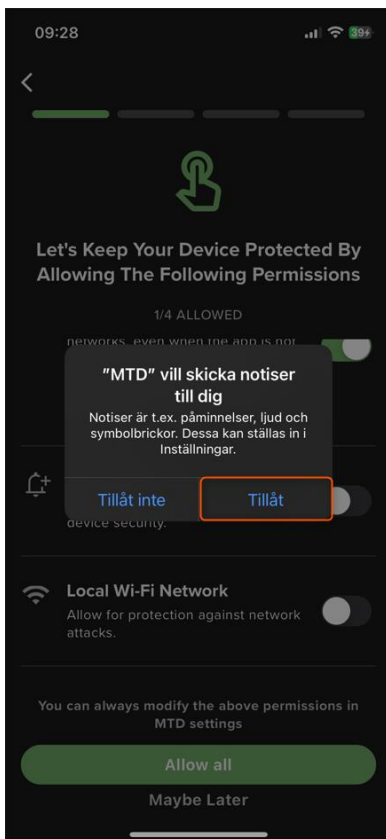 09:28
39
Let's Keep Your Device Protected By
Allowing The Following Permissions
1/4 ALLOWED
networks, even when the app is not
"MTD" vill skicka notiser
till dig
Notiser är t.ex. påminnelser, ljud och
symbolbrickor. Dessa kan ställas in i
Inställningar.
Tillåt inte
Tillåt
device security.
Local Wi-Fi Network
Allow for protection against network
attacks.
You can always modify the above permissions in
MTD settings
Allow all
Maybe Later